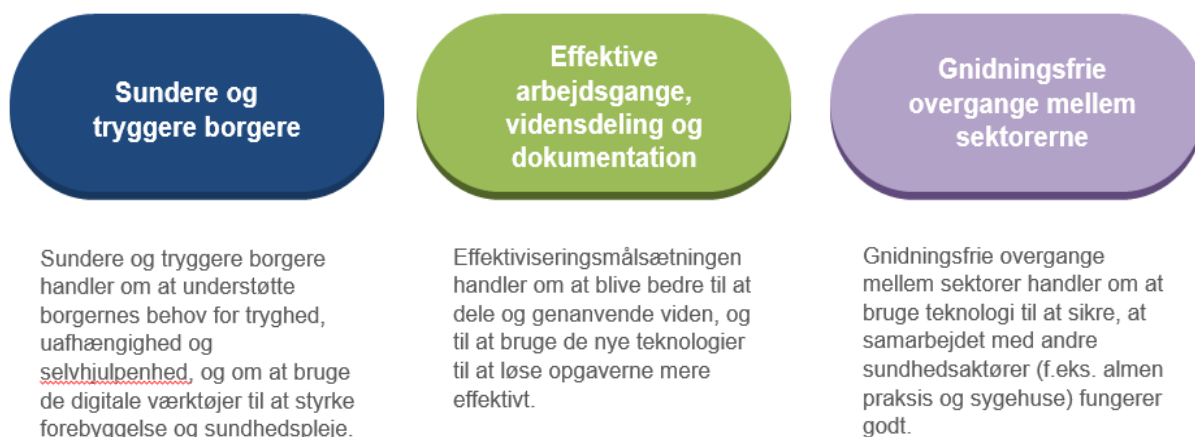 Sundere og
tryggere borgere
Sundere og tryggere borgere
handler om at understøtte
borgernes behov for tryghed,
uafhængighed og
selvhjulpenhed, og om at bruge
de digitale værktøjer til at styrke
forebyggelse og sundhedspleje.
Effektive
arbejdsgange,
vidensdeling og
dokumentation
Effektiviseringsmålsætningen
handler om at blive bedre til at
dele og genanvende viden, og
til at bruge de nye teknologier
til at løse opgaverne mere
effektivt.
Gnidningsfrie
overgange mellem
sektorerne
Gnidningsfrie overgange
mellem sektorer handler om at
bruge teknologi til at sikre, at
samarbejdet med andre
sundhedsaktører (f.eks. almen
praksis og sygehuse) fungerer
godt.